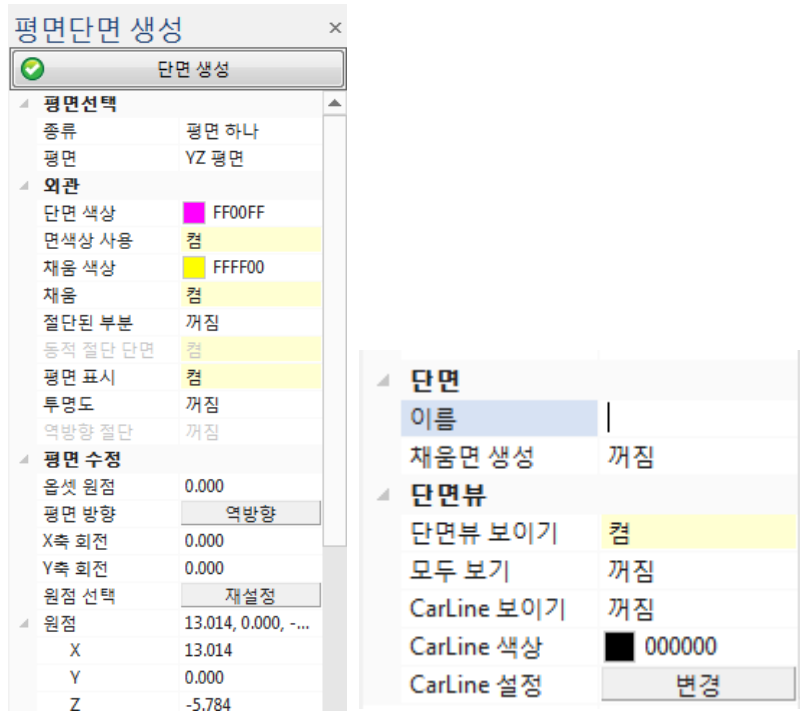 평면단면 생성
단면 생성
평면선택
종류 평면 하나
평면 YZ 평면
외관
단면 색상 FF00FF
면색상 사용 켬
채움 색상 FFFF00
채움 켬
절단된 부분 꺼짐
동적 절단 단면 켬
평면 표시 켬
투명도 꺼짐
역방향 절단 꺼짐
평면 수정
옵셋 원점 0.000
평면 방향 역방향
X축 회전 0.000
Y축 회전 0.000
원점 선택 재설정
원점 13.014, 0.000, -...
X 13.014
Y 0.000
Z -5.784
단면
이름
채움면 생성 꺼짐
단면뷰
단면뷰 보이기 켬
모두 보기 꺼짐
CarLine 보이기 꺼짐
CarLine 색상 000000
CarLine 설정 변경